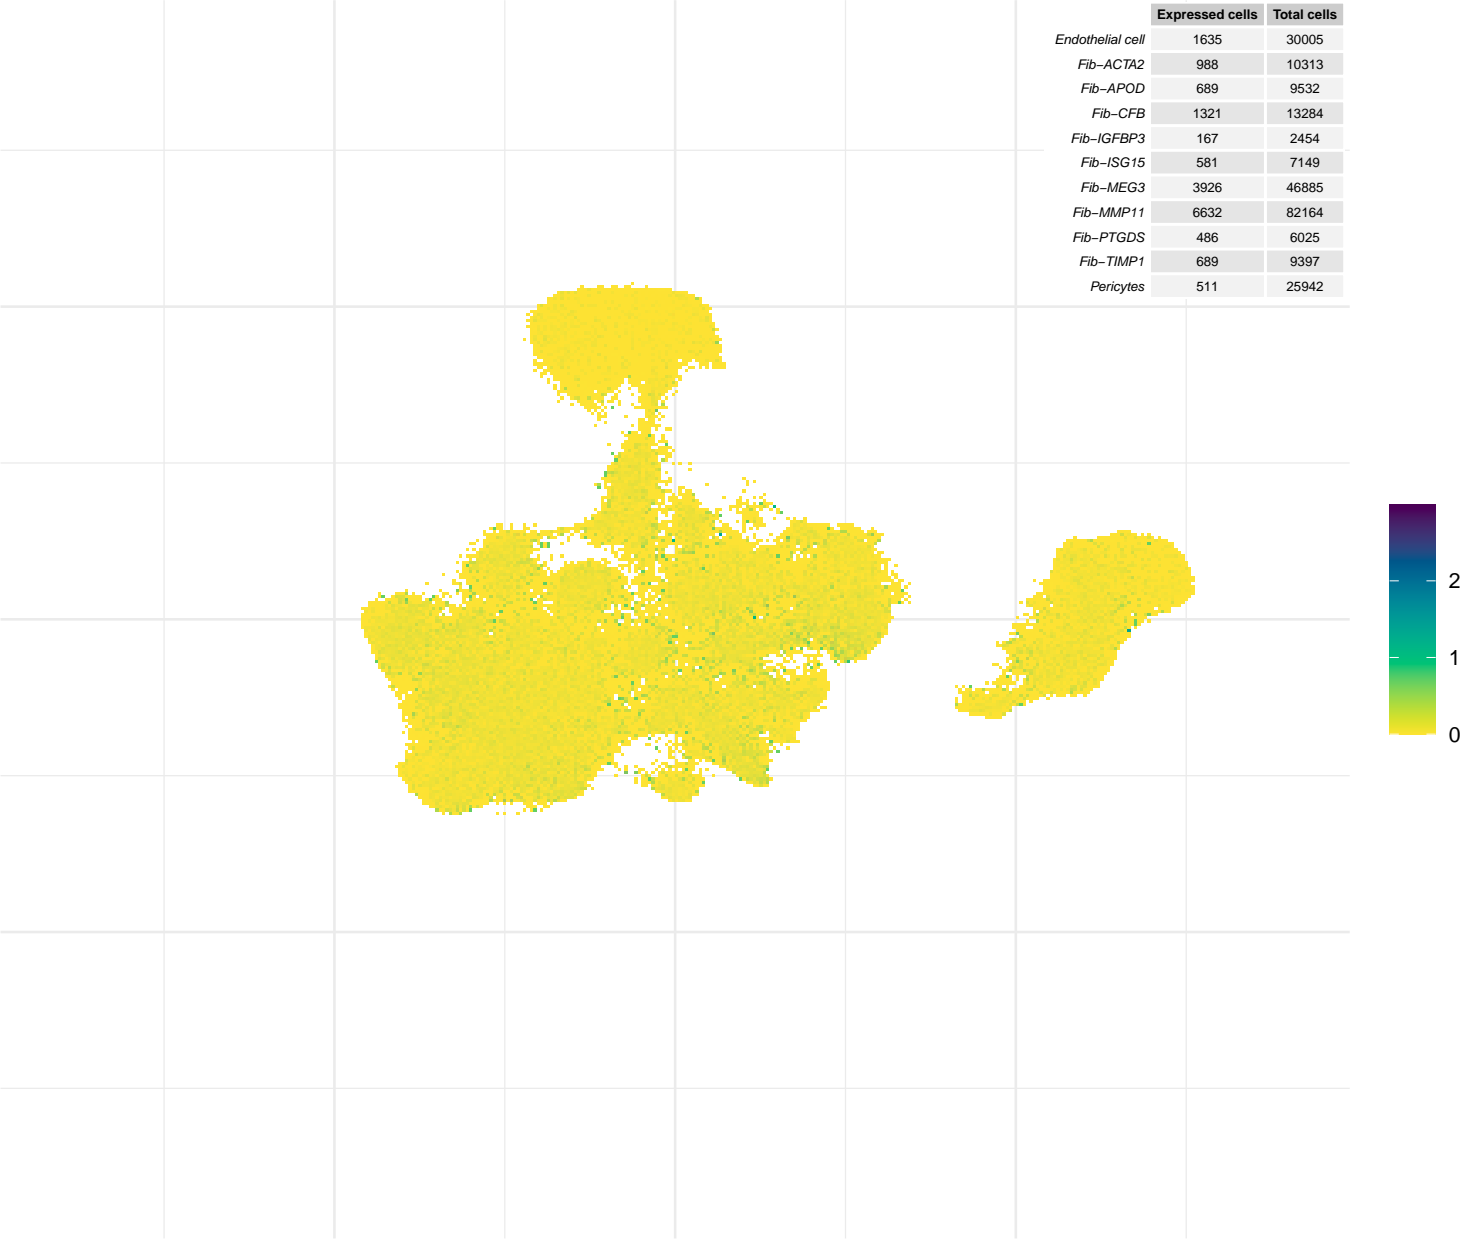 Expressed cells Total cells
Endothelial cell 1635 30005
Fib−ACTA2 988 10313
Fib−APOD 689 9532
Fib−CFB 1321 13284
Fib−IGFBP3 167 2454
Fib−ISG15 581 7149
Fib−MEG3 3926 46885
Fib−MMP11 6632 82164
Fib−PTGDS 486 6025
Fib−TIMP1 689 9397
Pericytes 511 25942
2
1
0